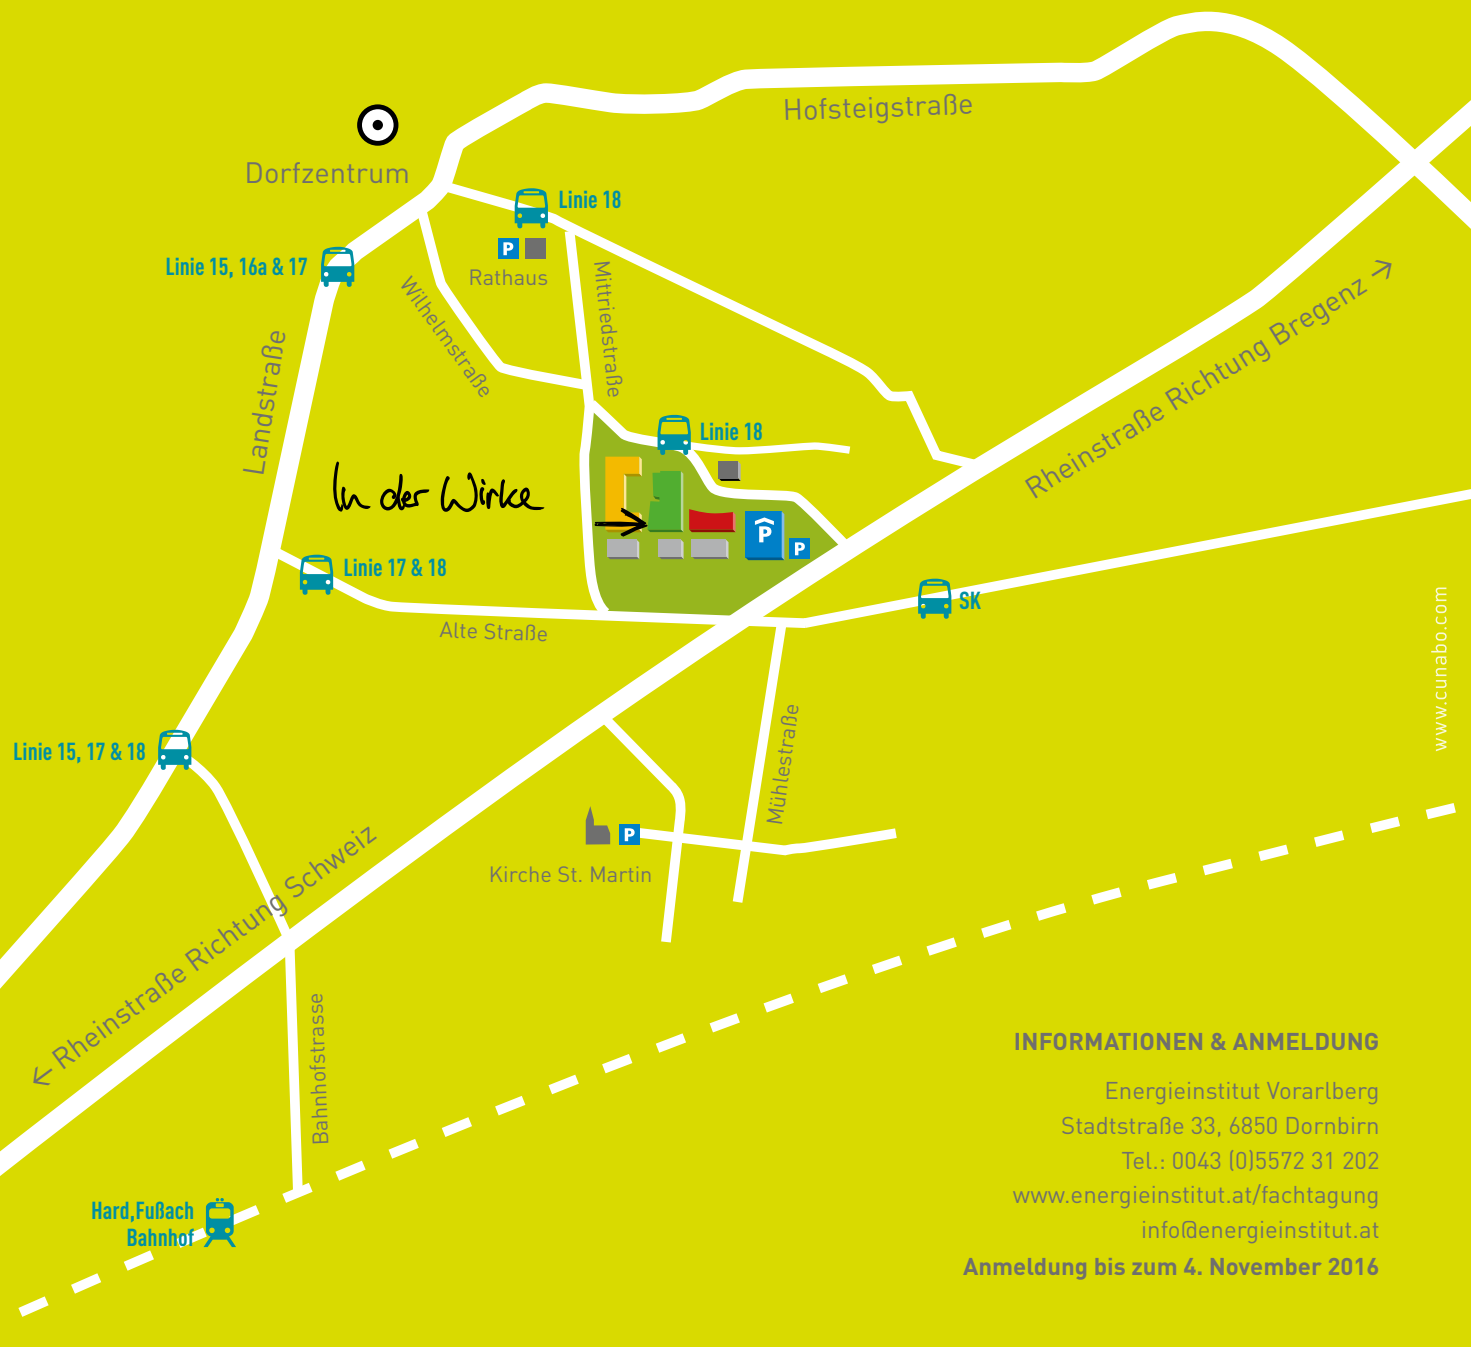 Hofsteigstraße
Dorfzentrum
Linie 18
P
Rathaus
Linie 15, 16a & 17
Wilhelmstraße
Mittriedstraße
Rheinstraße Richtung Bregenz →
Landstraße
Linie 18
In der Wirke
P
P
Linie 17 & 18
Alte Straße
SK
www.cunabo.com
Linie 15, 17 & 18
Mühlestraße
P
Kirche St. Martin
← Rheinstraße Richtung Schweiz
Bahnhofstrasse
INFORMATIONEN & ANMELDUNG
Energieinstitut Vorarlberg
Stadtstraße 33, 6850 Dornbirn
Tel.: 0043 (0)5572 31 202
www.energieinstitut.at/fachtagung
info@energieinstitut.at
Anmeldung bis zum 4. November 2016
Hard,Fußach
Bahnhof